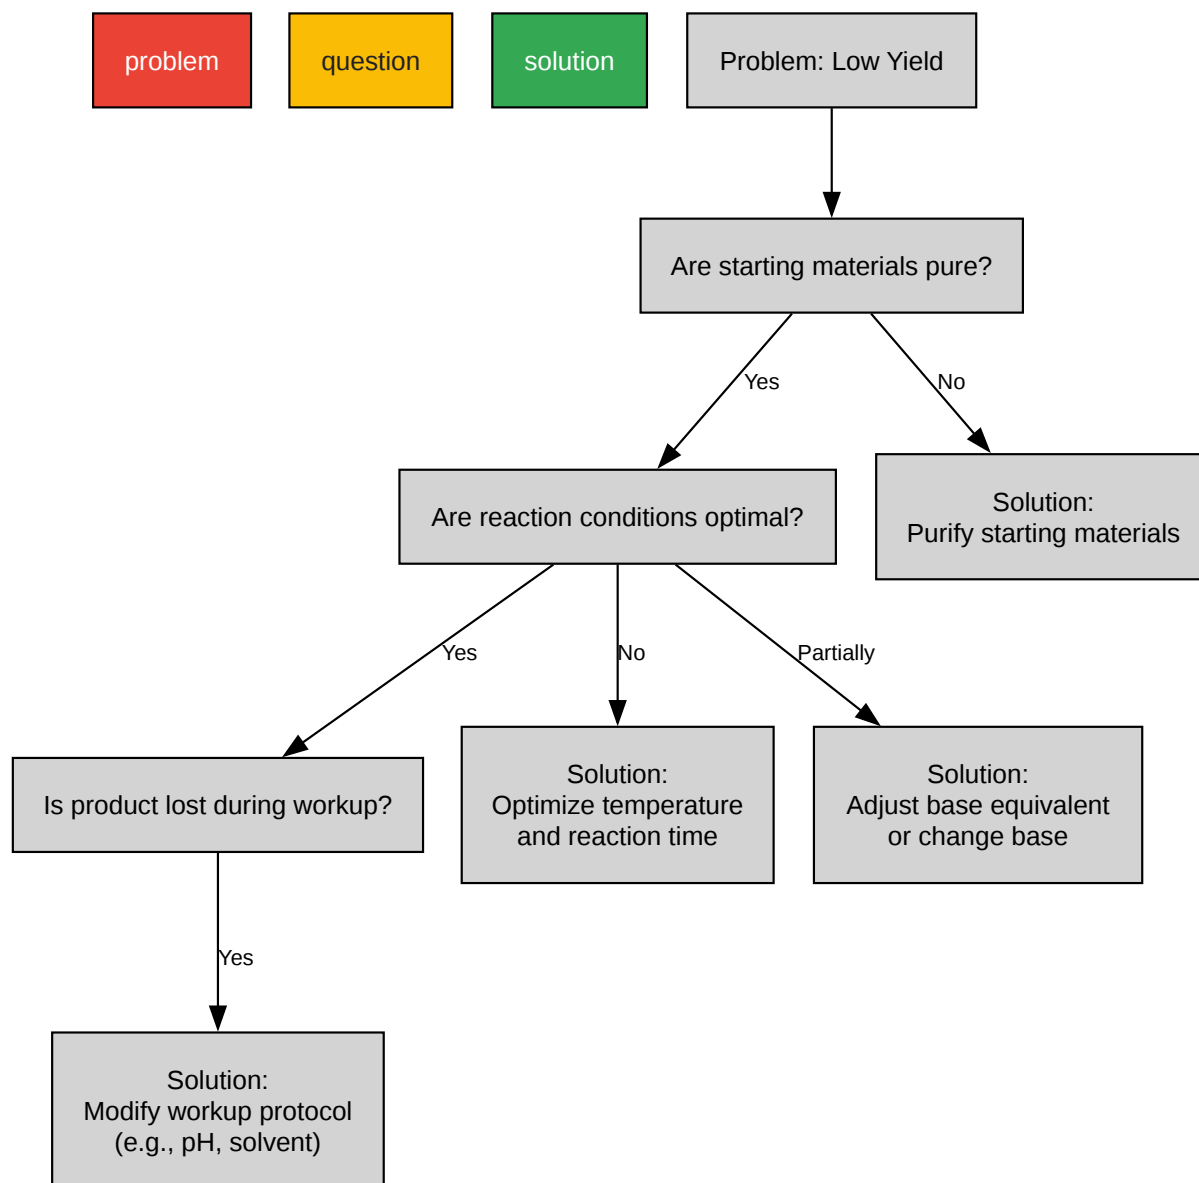 problem
question
solution
Problem: Low Yield
Are starting materials pure?
Yes
No
Are reaction conditions optimal?
Solution:
Purify starting materials
Yes
No
Partially
Is product lost during workup?
Solution:
Optimize temperature
and reaction time
Solution:
Adjust base equivalent
or change base
Yes
Solution:
Modify workup protocol
(e.g., pH, solvent)